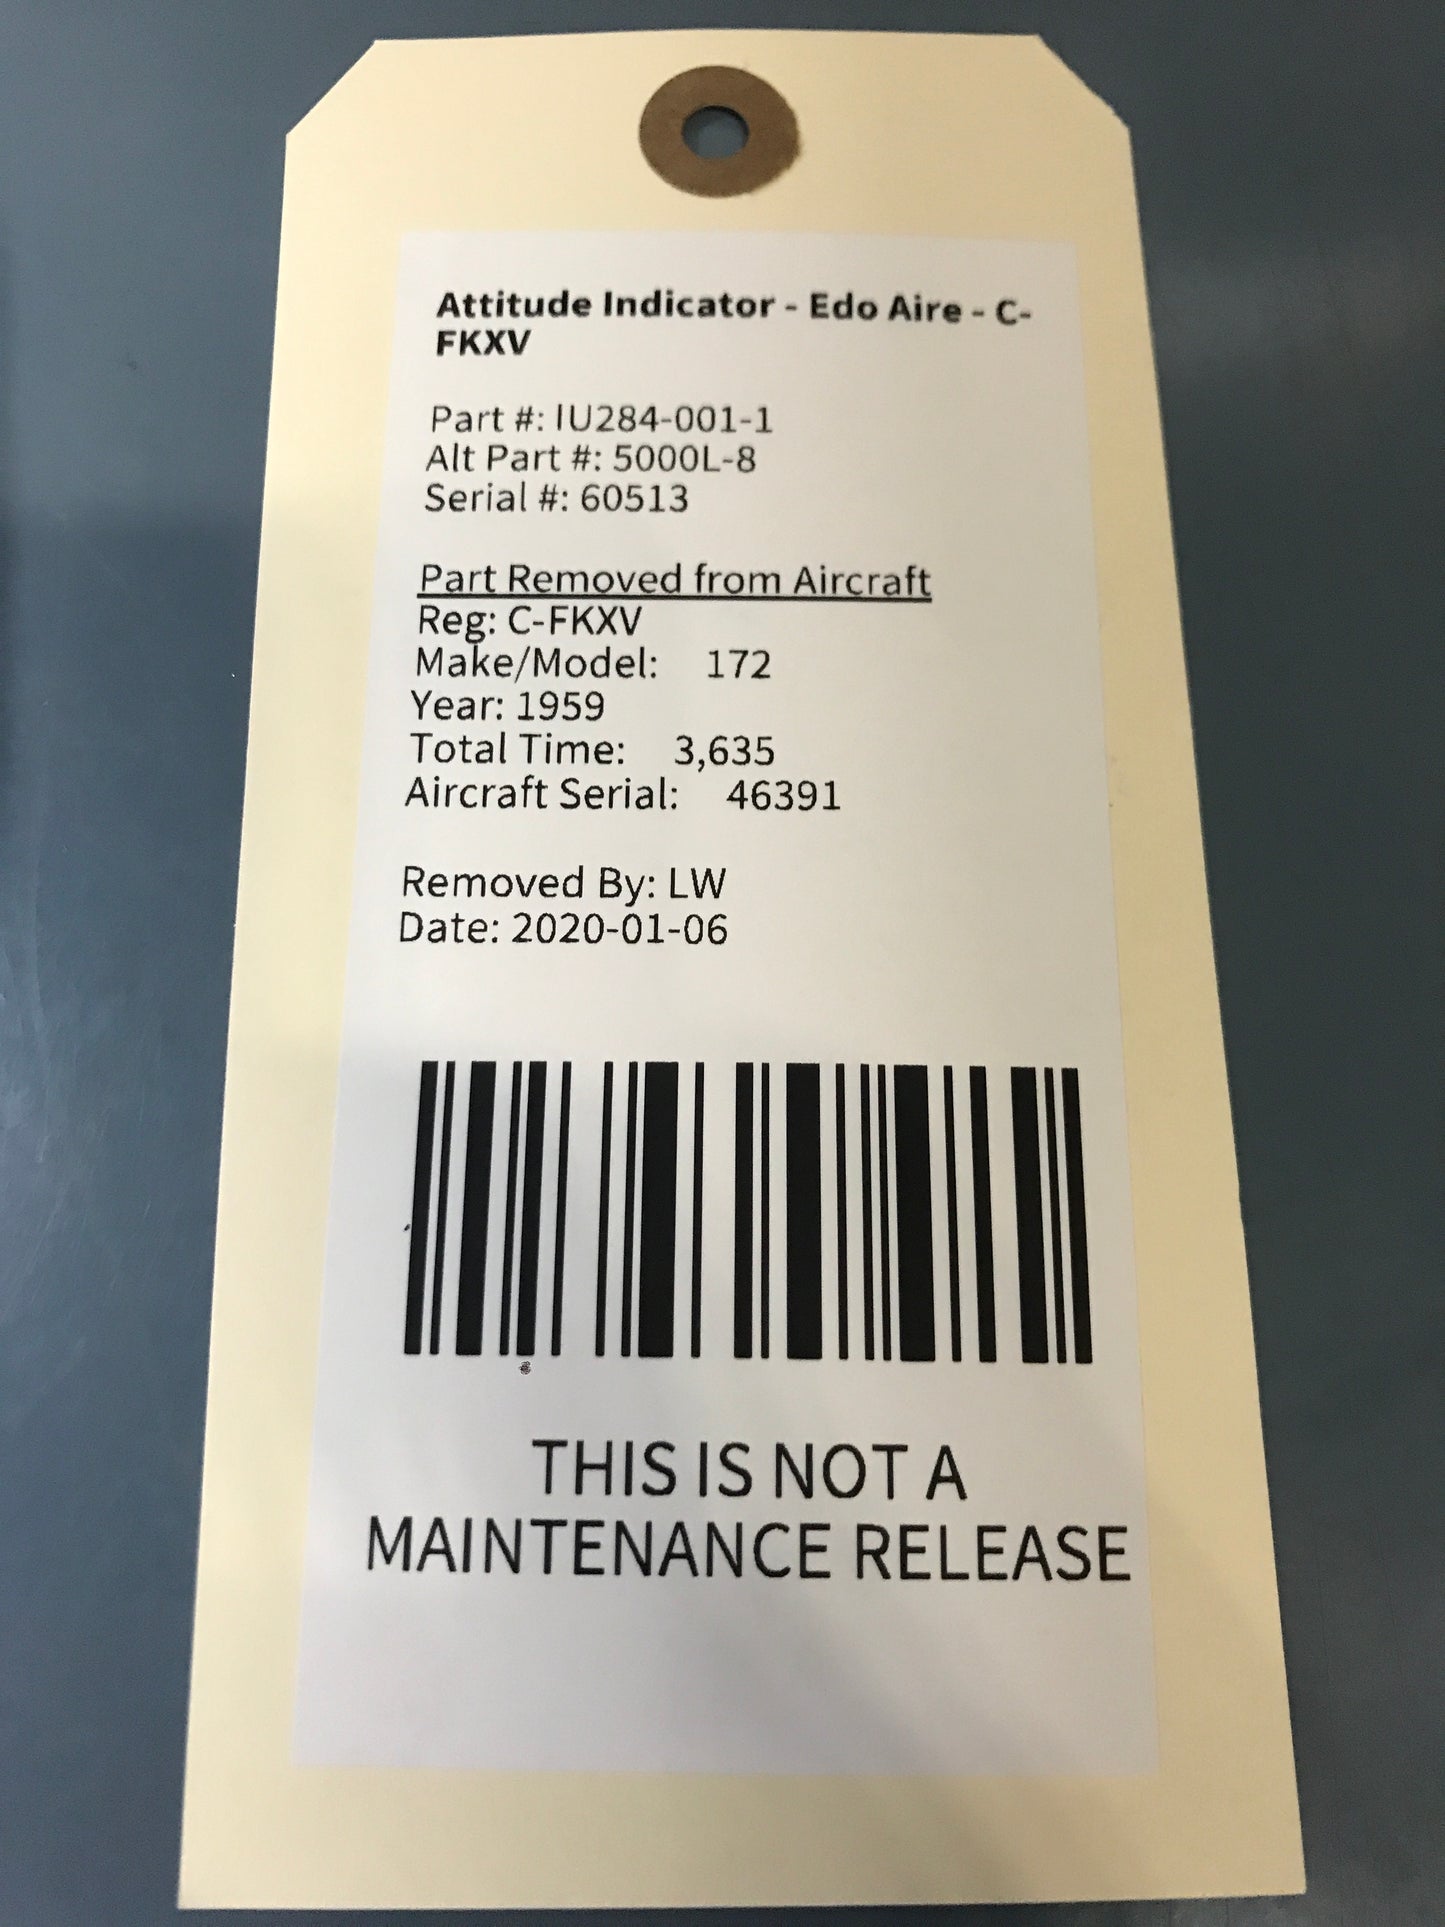 Attitude Indicator - Edo Aire - C-
FKXV
Part #: IU284-001-1
Alt Part #: 5000L-8
Serial #: 60513
Part Removed from Aircraft
Reg: C-FKXV
Make/Model: 172
Year: 1959
Total Time: 3,635
Aircraft Serial: 46391
Removed By: LW
Date: 2020-01-06
THIS IS NOT A
MAINTENANCE RELEASE